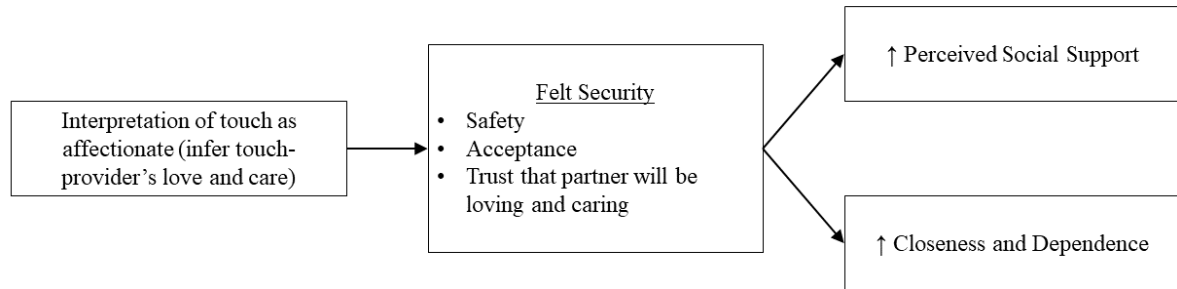 Interpretation of touch as
affectionate (infer touch-
provider’s love and care)
Felt Security
• Safety
• Acceptance
• Trust that partner will be
loving and caring
↑ Perceived Social Support
↑ Closeness and Dependence